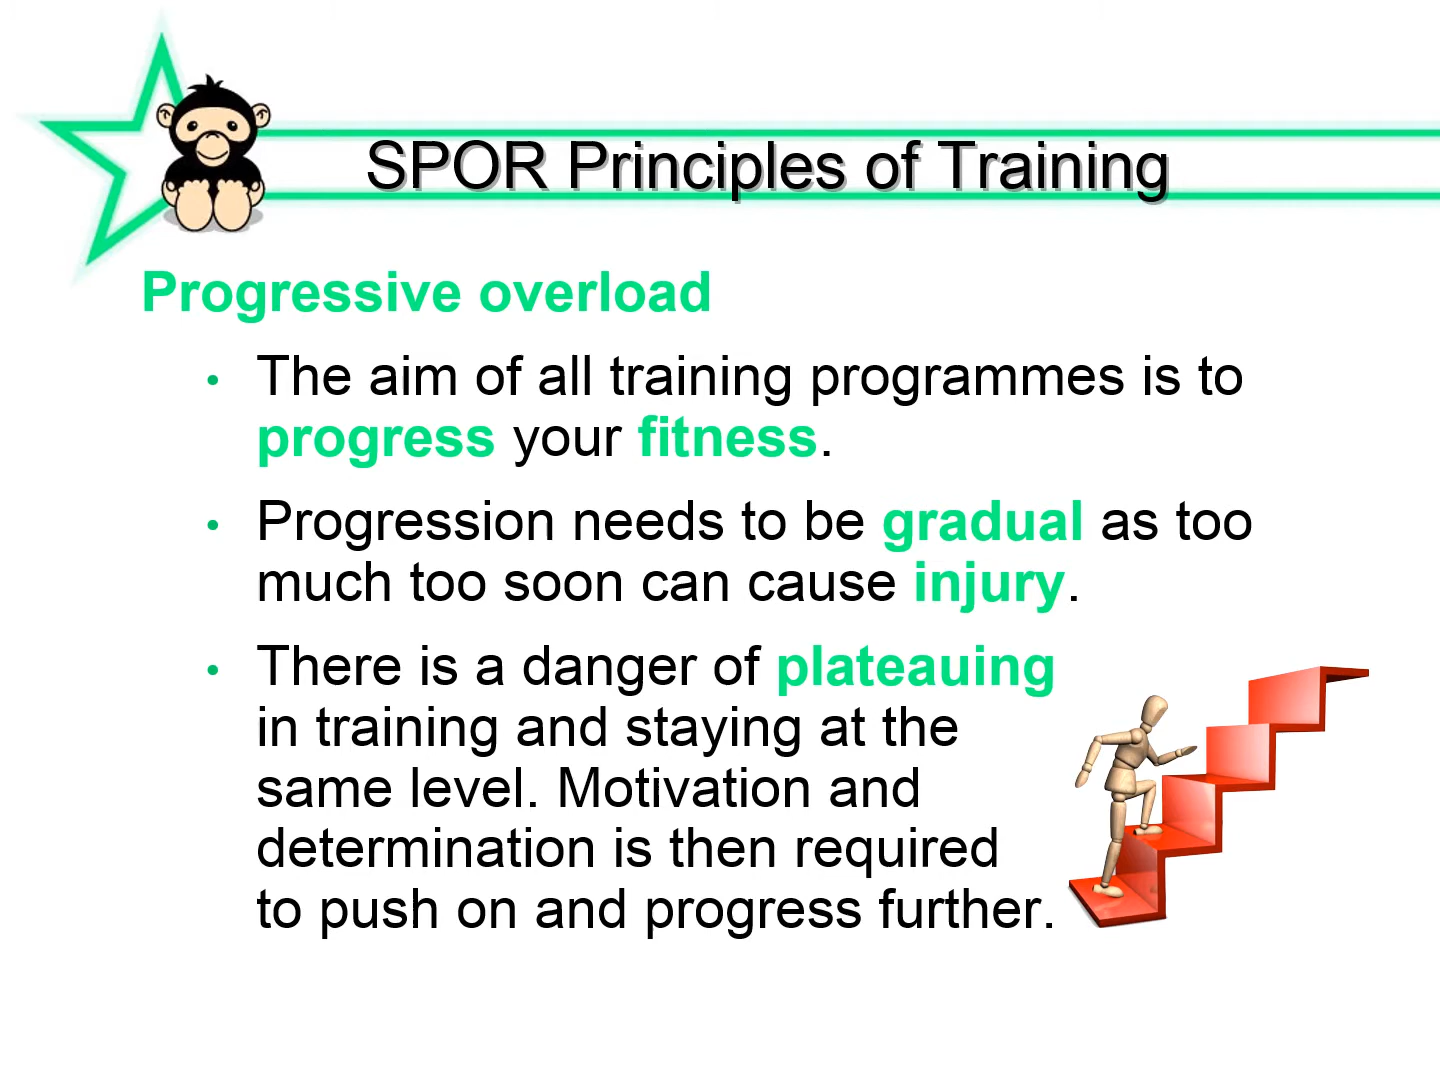 SPOR Principles of Training
Progressive overload
• The aim of all training programmes is to
progress your fitness.
• Progression needs to be gradual as too
much too soon can cause injury.
• There is a danger of plateauing
in training and staying at the
same level. Motivation and
determination is then required
to push on and progress further.